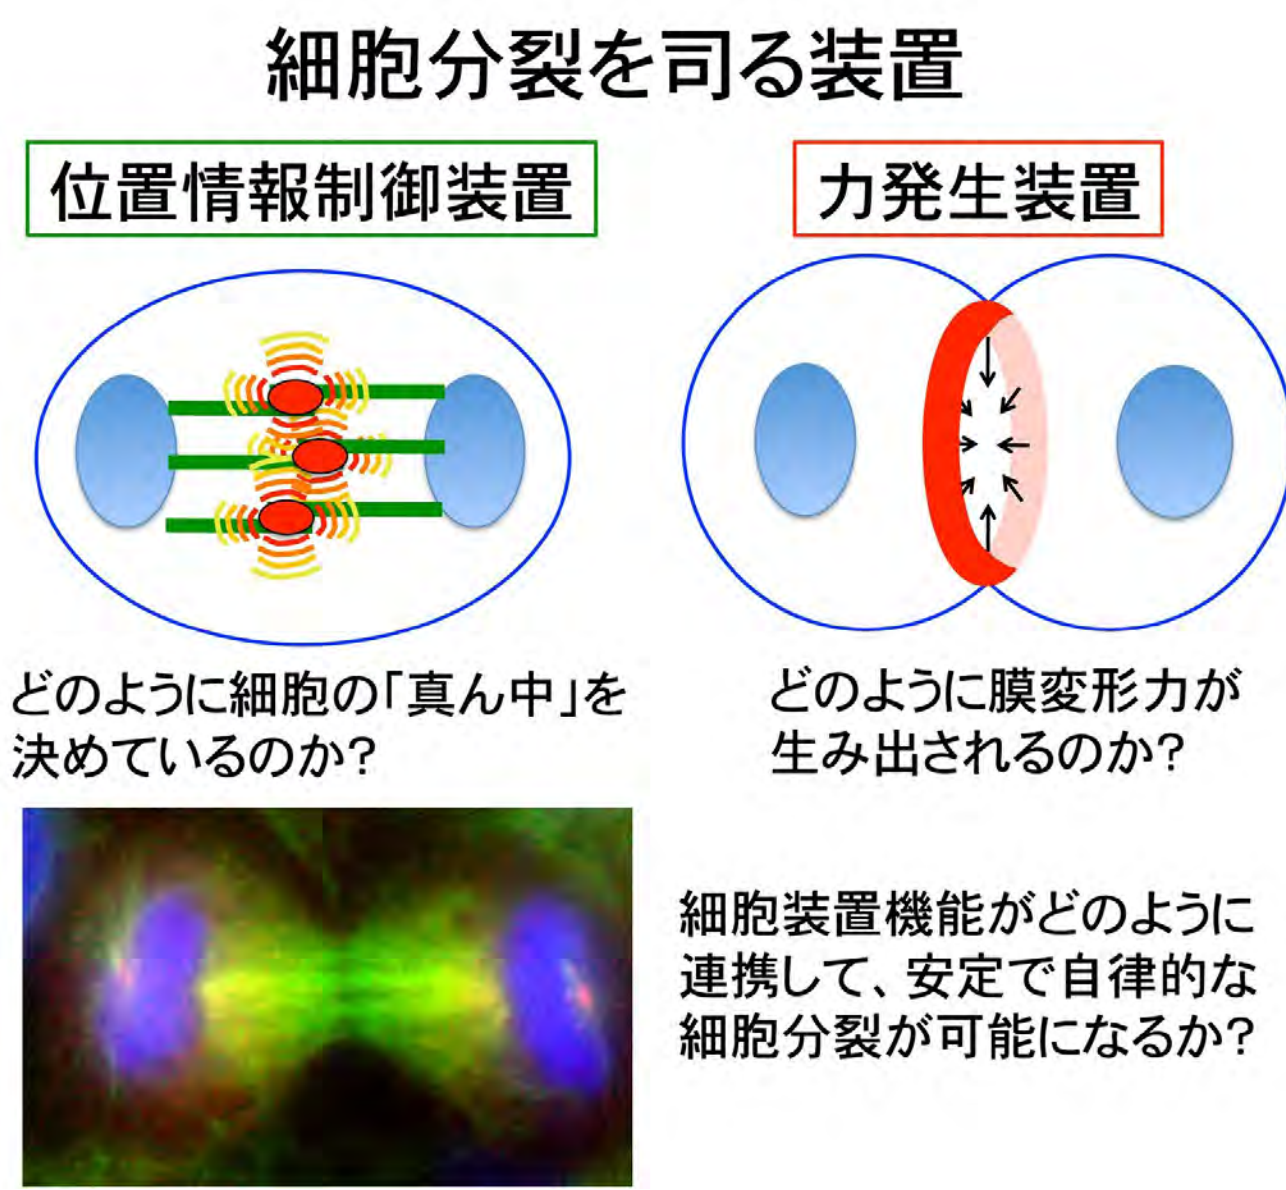 細胞分裂を司る装置
位置情報制御装置
力発生装置
どのように細胞の「真ん中」を
決めているのか?
どのように膜変形力が
生み出されるのか?
細胞装置機能がどのように
連携して、安定で自律的な
細胞分裂が可能になるか?